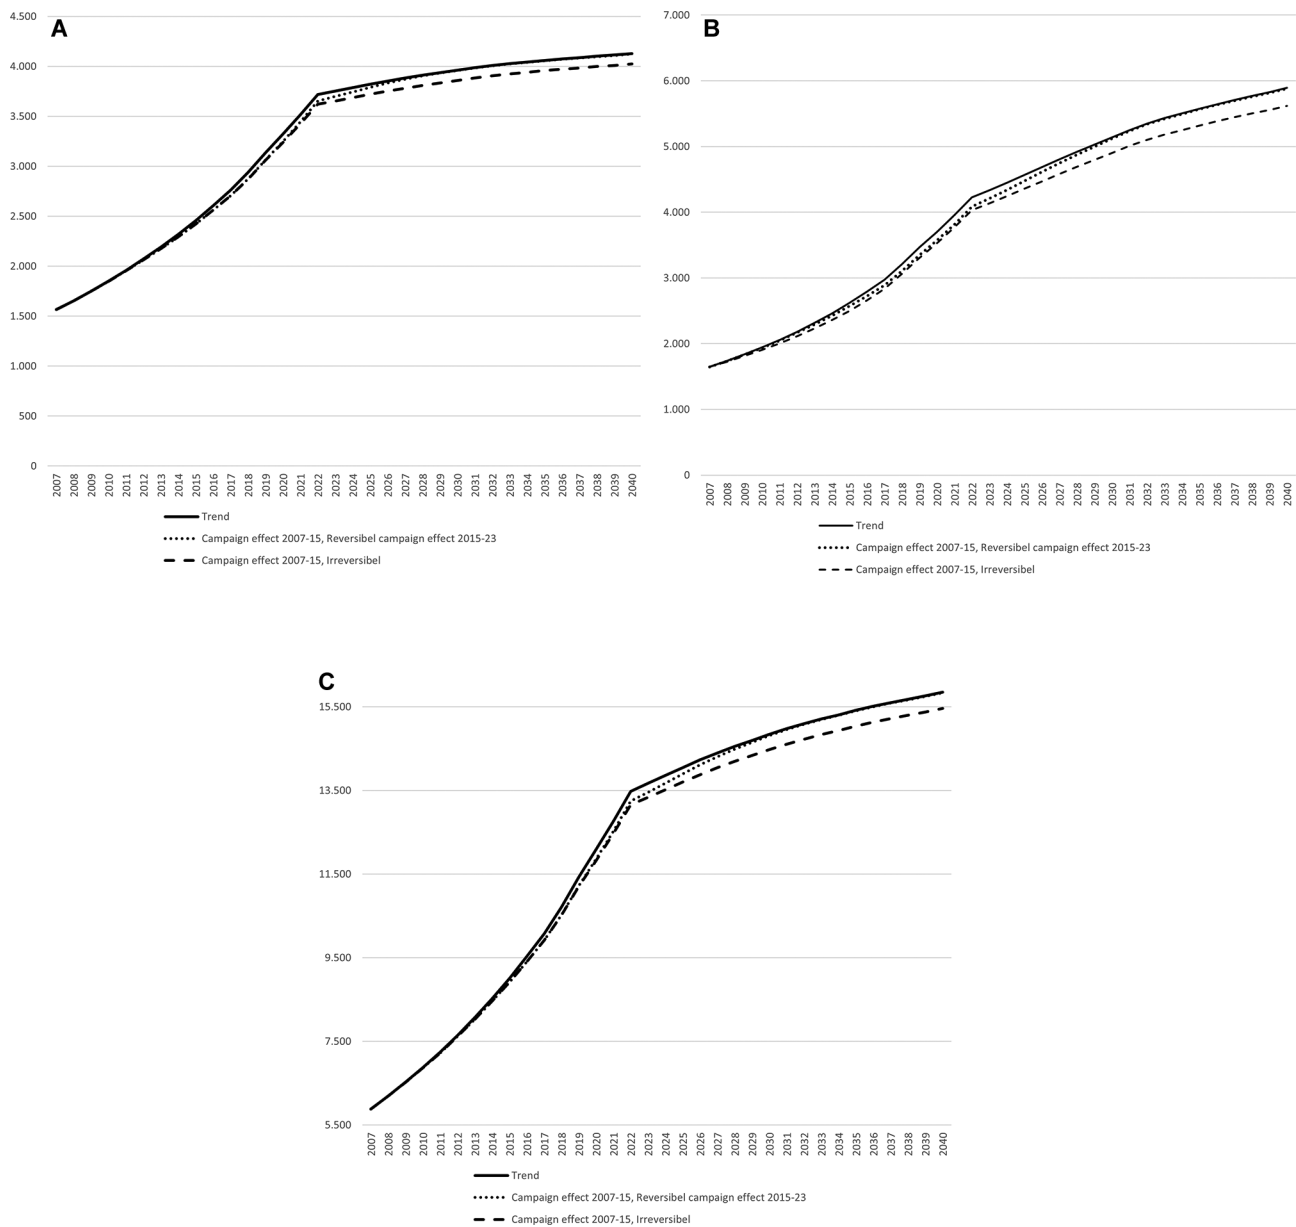 A
4.500
4.000
3.500
3.000
2.500
2.000
1.500
1.000
500
0
2007 2008 2009 2010 2011 2012 2013 2014 2015 2016 2017 2018 2019 2020 2021 2022 2023 2024 2025 2026 2027 2028 2029 2030 2031 2032 2033 2034 2035 2036 2037 2038 2039 2040
Trend
Campaign effect 2007-15, Reversibel campaign effect 2015-23
Campaign effect 2007-15, Irreversibel
B
7.000
6.000
5.000
4.000
3.000
2.000
1.000
0
2007 2008 2009 2010 2011 2012 2013 2014 2015 2016 2017 2018 2019 2020 2021 2022 2023 2024 2025 2026 2027 2028 2029 2030 2031 2032 2033 2034 2035 2036 2037 2038 2039 2040
Trend
Campaign effect 2007-15, Reversibel campaign effect 2015-23
Campaign effect 2007-15, Irreversibel
C
15.500
13.500
11.500
9.500
7.500
5.500
2007 2008 2009 2010 2011 2012 2013 2014 2015 2016 2017 2018 2019 2020 2021 2022 2023 2024 2025 2026 2027 2028 2029 2030 2031 2032 2033 2034 2035 2036 2037 2038 2039 2040
Trend
Campaign effect 2007-15, Reversibel campaign effect 2015-23
Campaign effect 2007-15, Irreversibel